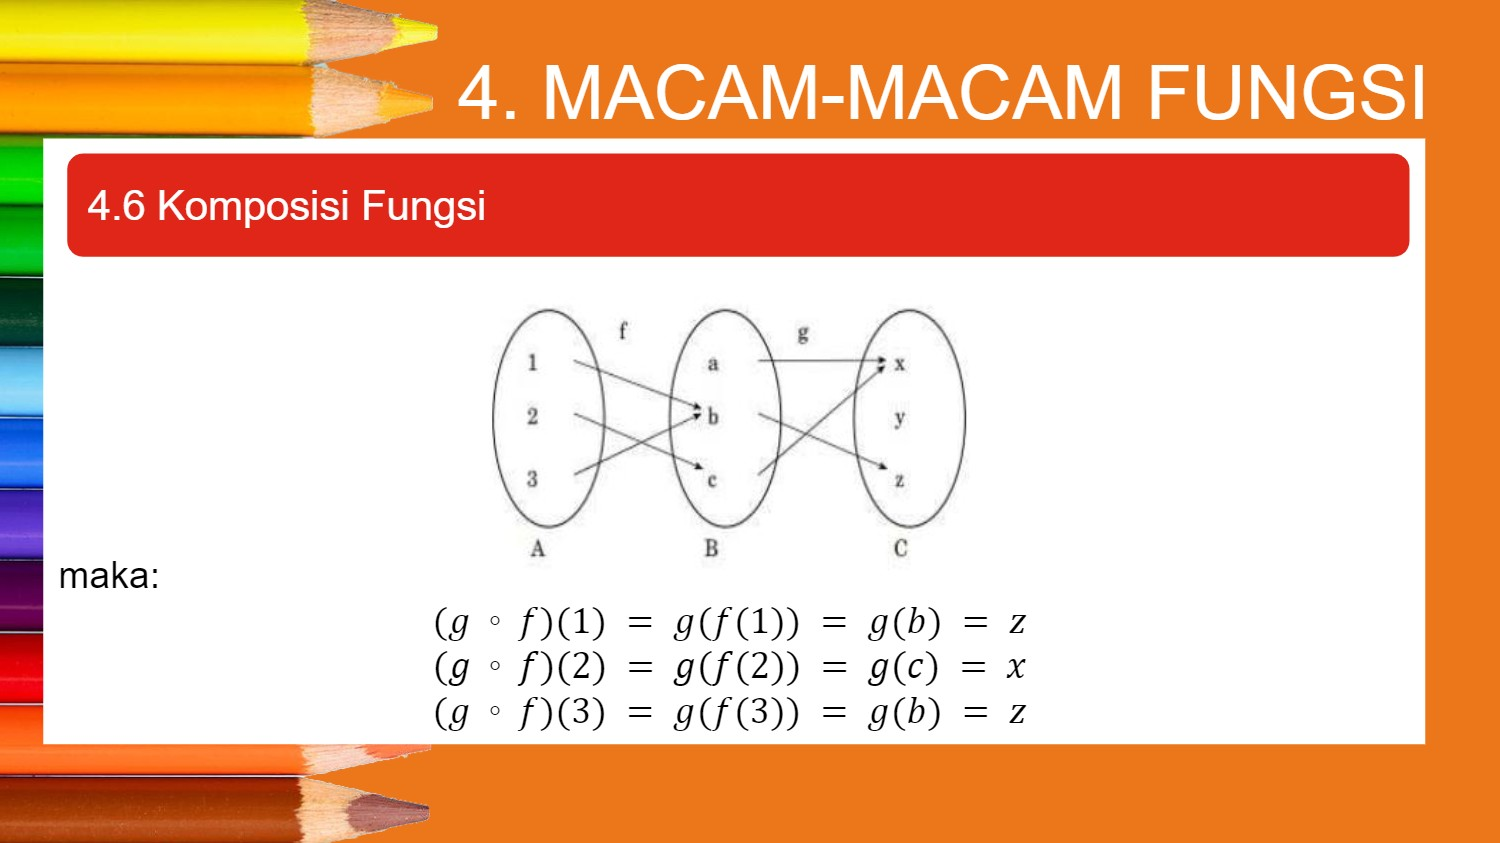 4. MACAM-MACAM FUNGSI
4.6 Komposisi Fungsi
f g
1 a x
2 b y
3 c z
A B C
maka:
(g ∘ f)(1) = g(f(1)) = g(b) = z
(g ∘ f)(2) = g(f(2)) = g(c) = x
(g ∘ f)(3) = g(f(3)) = g(b) = z